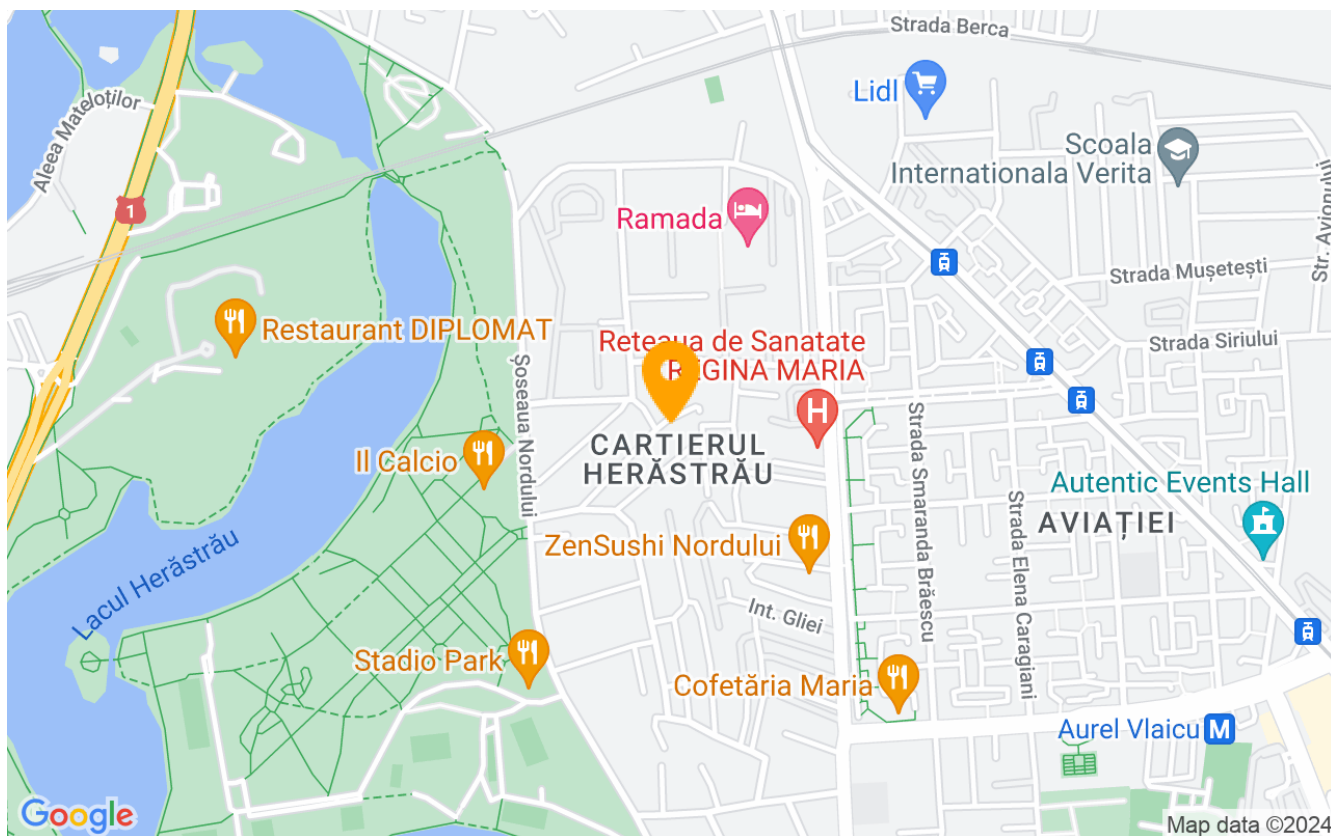 Strada Berca
Lidl
Aleea Mateloților
Scoala
Internationala Verita
1
Ramada
Str. Avionului
Strada Mușetești
Restaurant DIPLOMAT
Reteaua de Sanatate
REGINA MARIA
Strada Siriului
Șoseaua Nordului
H
CARTIERUL
HERĂSTRĂU
Il Calcio
Strada Smaranda Brăescu
Strada Elena Caragiani
Autentic Events Hall
AVIAȚIEI
ZenSushi Nordului
Lacul Herăstrău
Int. Gliei
Stadio Park
Cofetăria Maria
Aurel Vlaicu M
Google
Map data ©2024